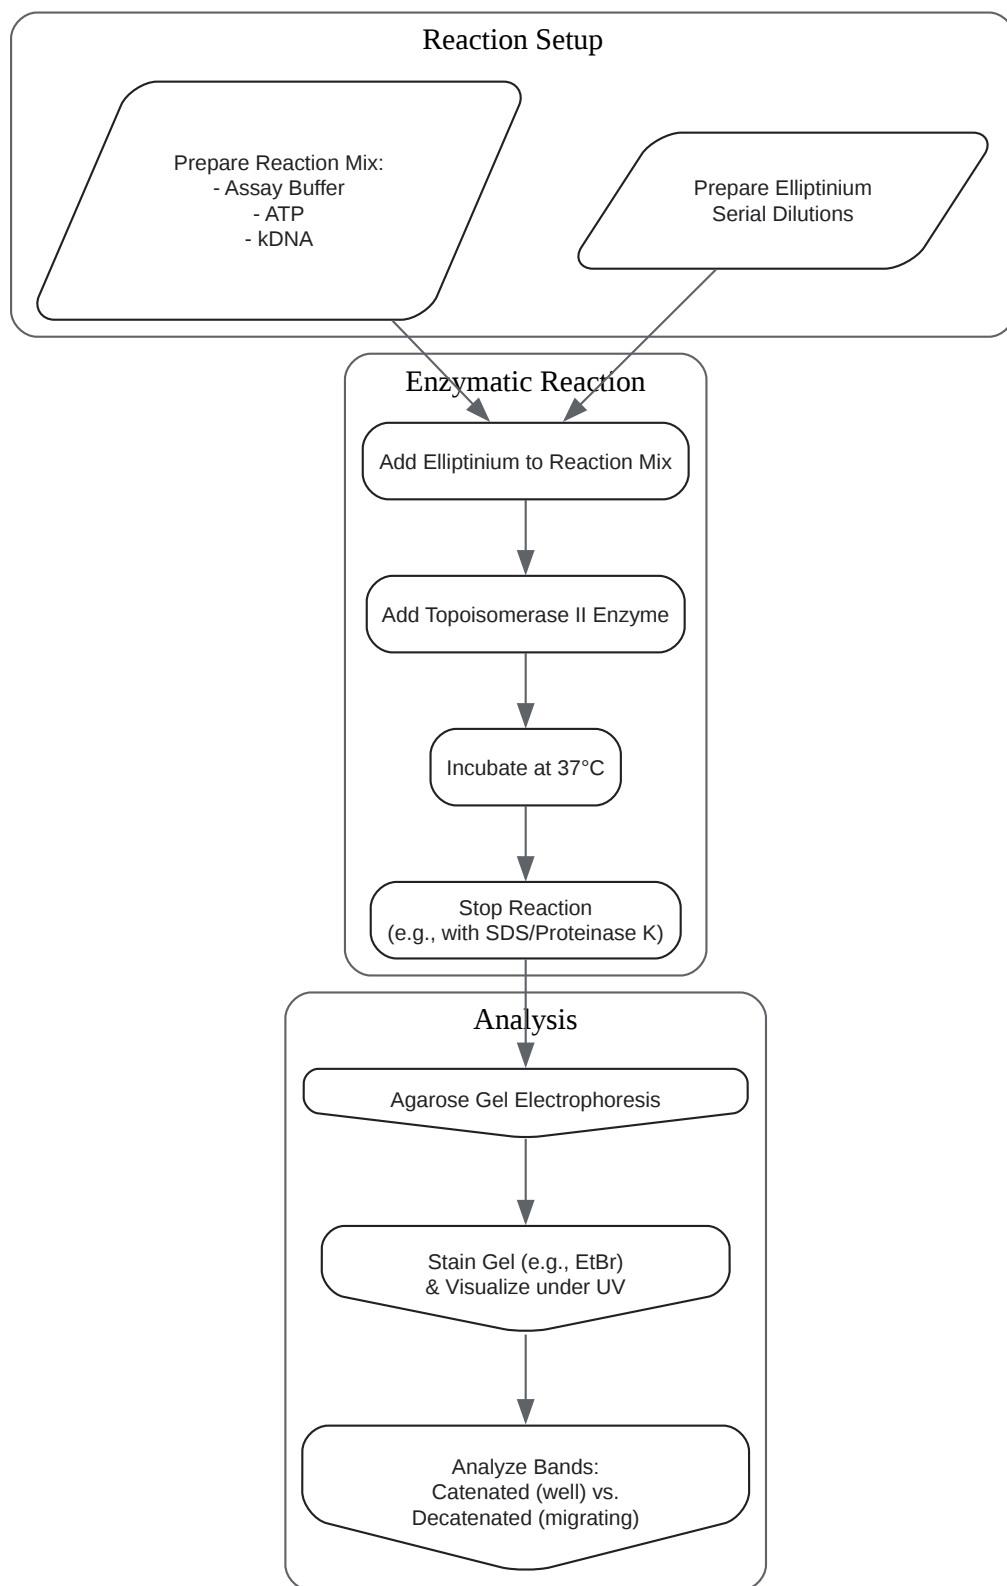 Reaction Setup
Prepare Reaction Mix:
- Assay Buffer
- ATP
- kDNA
Prepare Elliptinium
Serial Dilutions
Enzymatic Reaction
Add Elliptinium to Reaction Mix
Add Topoisomerase II Enzyme
Incubate at 37°C
Stop Reaction
(e.g., with SDS/Proteinase K)
Analysis
Agarose Gel Electrophoresis
Stain Gel (e.g., EtBr)
& Visualize under UV
Analyze Bands:
Catenated (well) vs.
Decatenated (migrating)